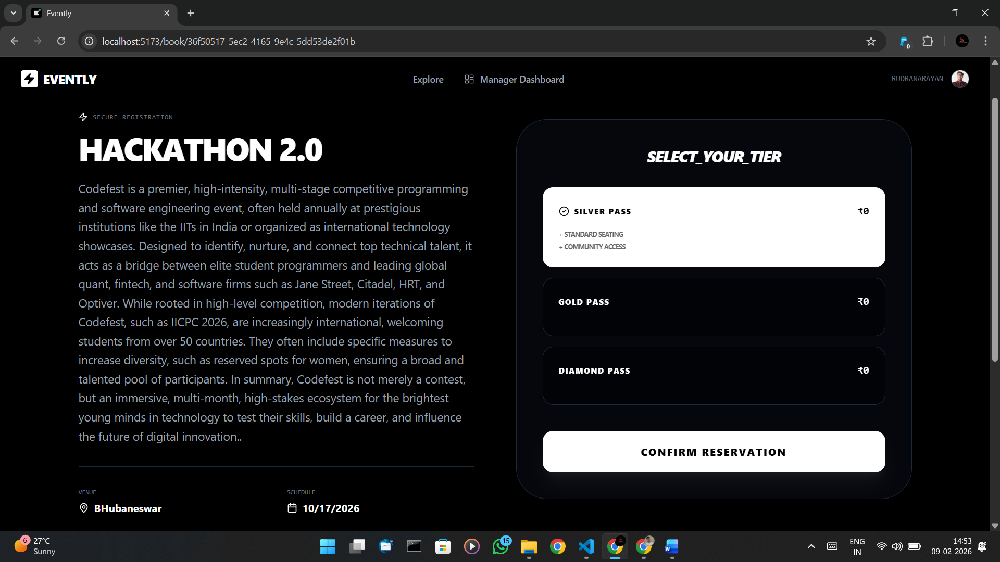 Evently
localhost:5173/book/36f50517-5ec2-4165-9e4c-5dd53de2f01b
0
EVENTLY
Explore
Manager Dashboard
RUDRANARAYAN
SECURE REGISTRATION
HACKATHON 2.0
Codefest is a premier, high-intensity, multi-stage competitive programming
and software engineering event, often held annually at prestigious
institutions like the IITs in India or organized as international technology
showcases. Designed to identify, nurture, and connect top technical talent, it
acts as a bridge between elite student programmers and leading global
quant, fintech, and software firms such as Jane Street, Citadel, HRT, and
Optiver. While rooted in high-level competition, modern iterations of
Codefest, such as IICPC 2026, are increasingly international, welcoming
students from over 50 countries. They often include specific measures to
increase diversity, such as reserved spots for women, ensuring a broad and
talented pool of participants. In summary, Codefest is not merely a contest,
but an immersive, multi-month, high-stakes ecosystem for the brightest
young minds in technology to test their skills, build a career, and influence
the future of digital innovation..
VENUE
BHubaneswar
SCHEDULE
10/17/2026
SELECT_YOUR_TIER
SILVER PASS ₹0
+ STANDARD SEATING
+ COMMUNITY ACCESS
GOLD PASS ₹0
DIAMOND PASS ₹0
CONFIRM RESERVATION
6
27°C
Sunny
15
ENG
IN
14:53
09-02-2026